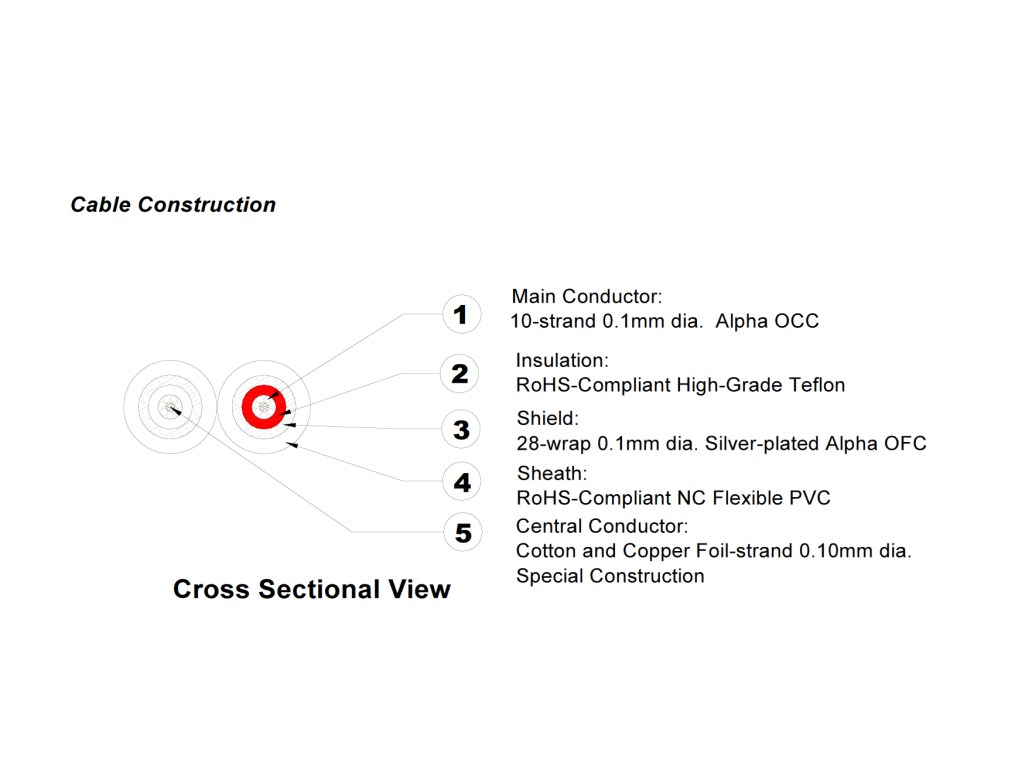 Cable Construction
1
Main Conductor:
10-strand 0.1mm dia.  Alpha OCC
2
Insulation:
RoHS-Compliant High-Grade Teflon
3
Shield:
28-wrap 0.1mm dia. Silver-plated Alpha OFC
4
Sheath:
RoHS-Compliant NC Flexible PVC
5
Central Conductor:
Cotton and Copper Foil-strand 0.10mm dia.
Special Construction
Cross Sectional View